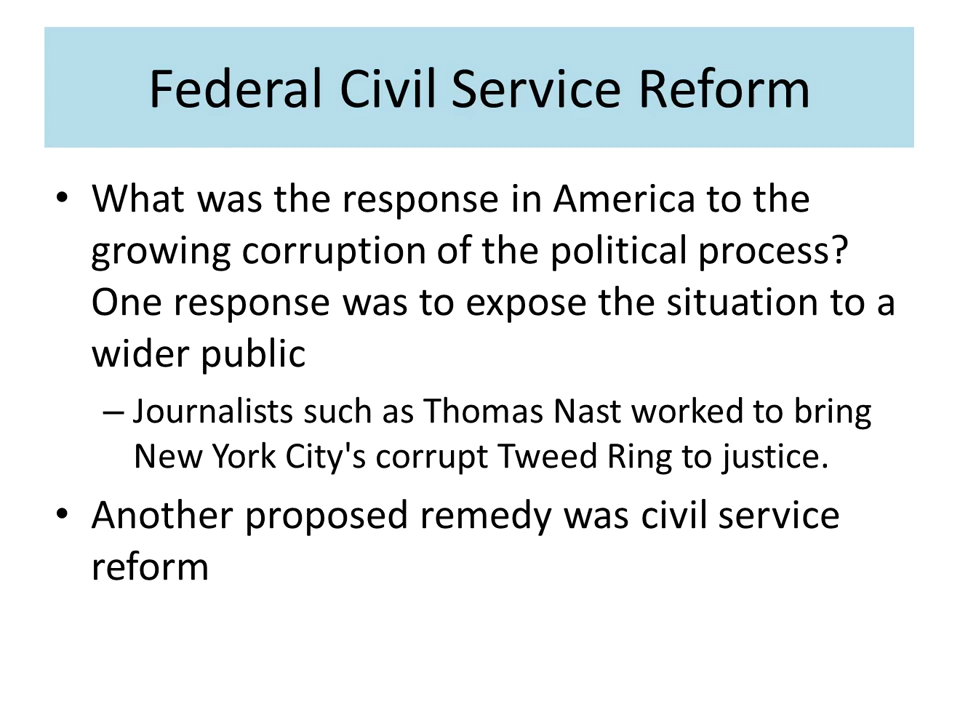 Federal Civil Service Reform
• What was the response in America to the
growing corruption of the political process?
One response was to expose the situation to a
wider public
– Journalists such as Thomas Nast worked to bring
New York City's corrupt Tweed Ring to justice.
• Another proposed remedy was civil service
reform